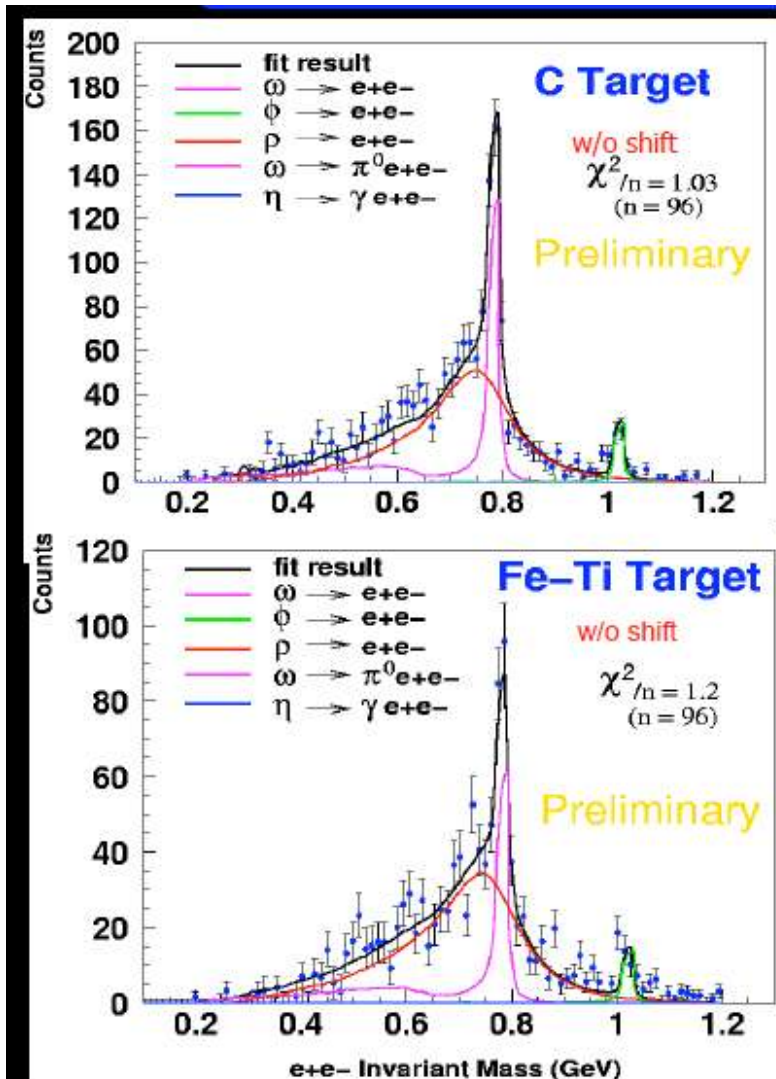 Counts
200
180
160
140
120
100
80
60
40
20
0
fit result
ω → e+e−
ϕ → e+e−
ρ → e+e−
ω → π⁰ e+e−
η → γ e+e−
C Target
w/o shift
χ²/n = 1.03
(n = 96)
Preliminary
0.2 0.4 0.6 0.8 1 1.2
Counts
120
100
80
60
40
20
0
fit result
ω → e+e−
ϕ → e+e−
ρ → e+e−
ω → π⁰ e+e−
η → γ e+e−
Fe−Ti Target
w/o shift
χ²/n = 1.2
(n = 96)
Preliminary
0.2 0.4 0.6 0.8 1 1.2
e+e− Invariant Mass (GeV)